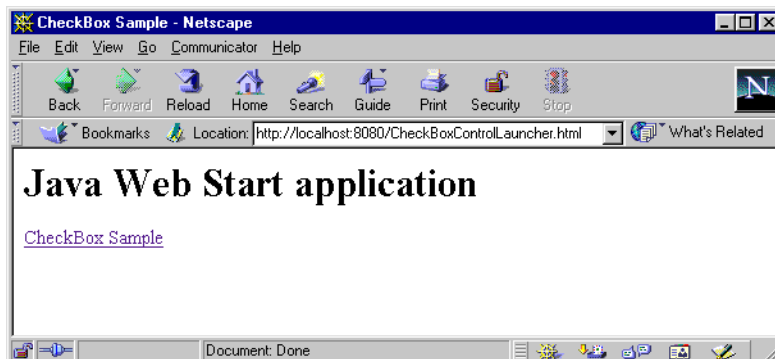 CheckBox Sample - Netscape
File Edit View Go Communicator Help
Back Forward Reload Home Search Guide Print Security Stop
N
Bookmarks Location: http://localhost:8080/CheckBoxControlLauncher.html What's Related
Java Web Start application
CheckBox Sample
Document: Done